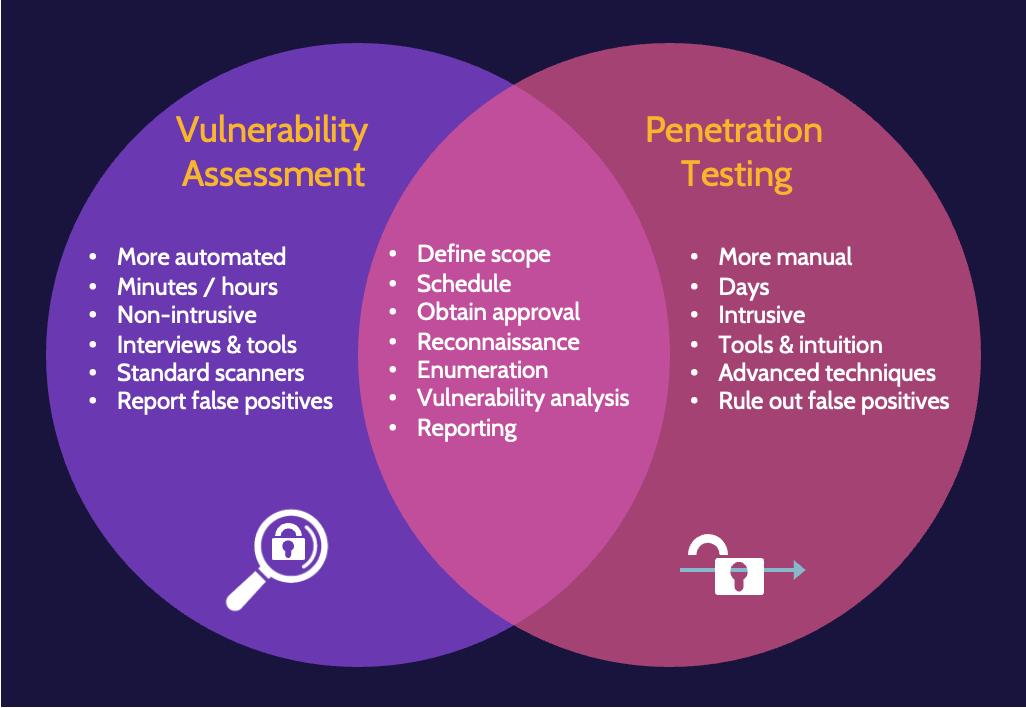 Vulnerability
Assessment
• More automated
• Minutes / hours
• Non-intrusive
• Interviews & tools
• Standard scanners
• Report false positives
• Define scope
• Schedule
• Obtain approval
• Reconnaissance
• Enumeration
• Vulnerability analysis
• Reporting
Penetration
Testing
• More manual
• Days
• Intrusive
• Tools & intuition
• Advanced techniques
• Rule out false positives